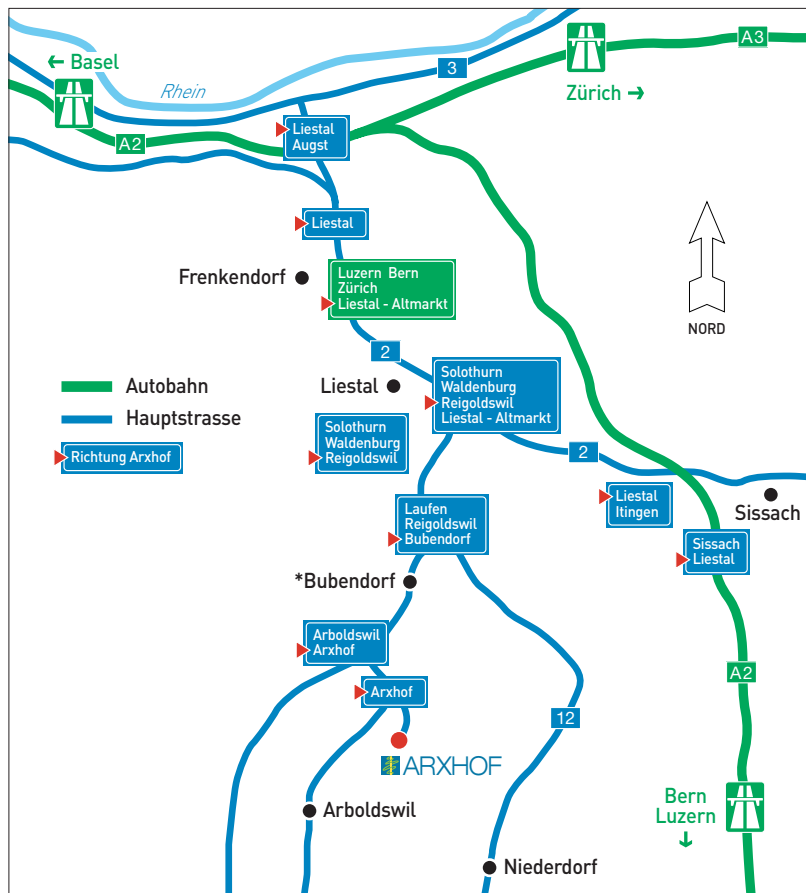 ← Basel
Rhein
3
A3
Zürich →
A2
Liestal
Augst
Liestal
Frenkendorf
Luzern Bern
Zürich
Liestal - Altmarkt
NORD
2
Autobahn
Hauptstrasse
Richtung Arxhof
Liestal
Solothurn
Waldenburg
Reigoldswil
Liestal - Altmarkt
Solothurn
Waldenburg
Reigoldswil
2
Liestal
Itingen
Sissach
Laufen
Reigoldswil
Bubendorf
Sissach
Liestal
*Bubendorf
Arboldswil
Arxhof
Arxhof
A2
12
ARXHOF
Arboldswil
Bern
Luzern
↓
Niederdorf